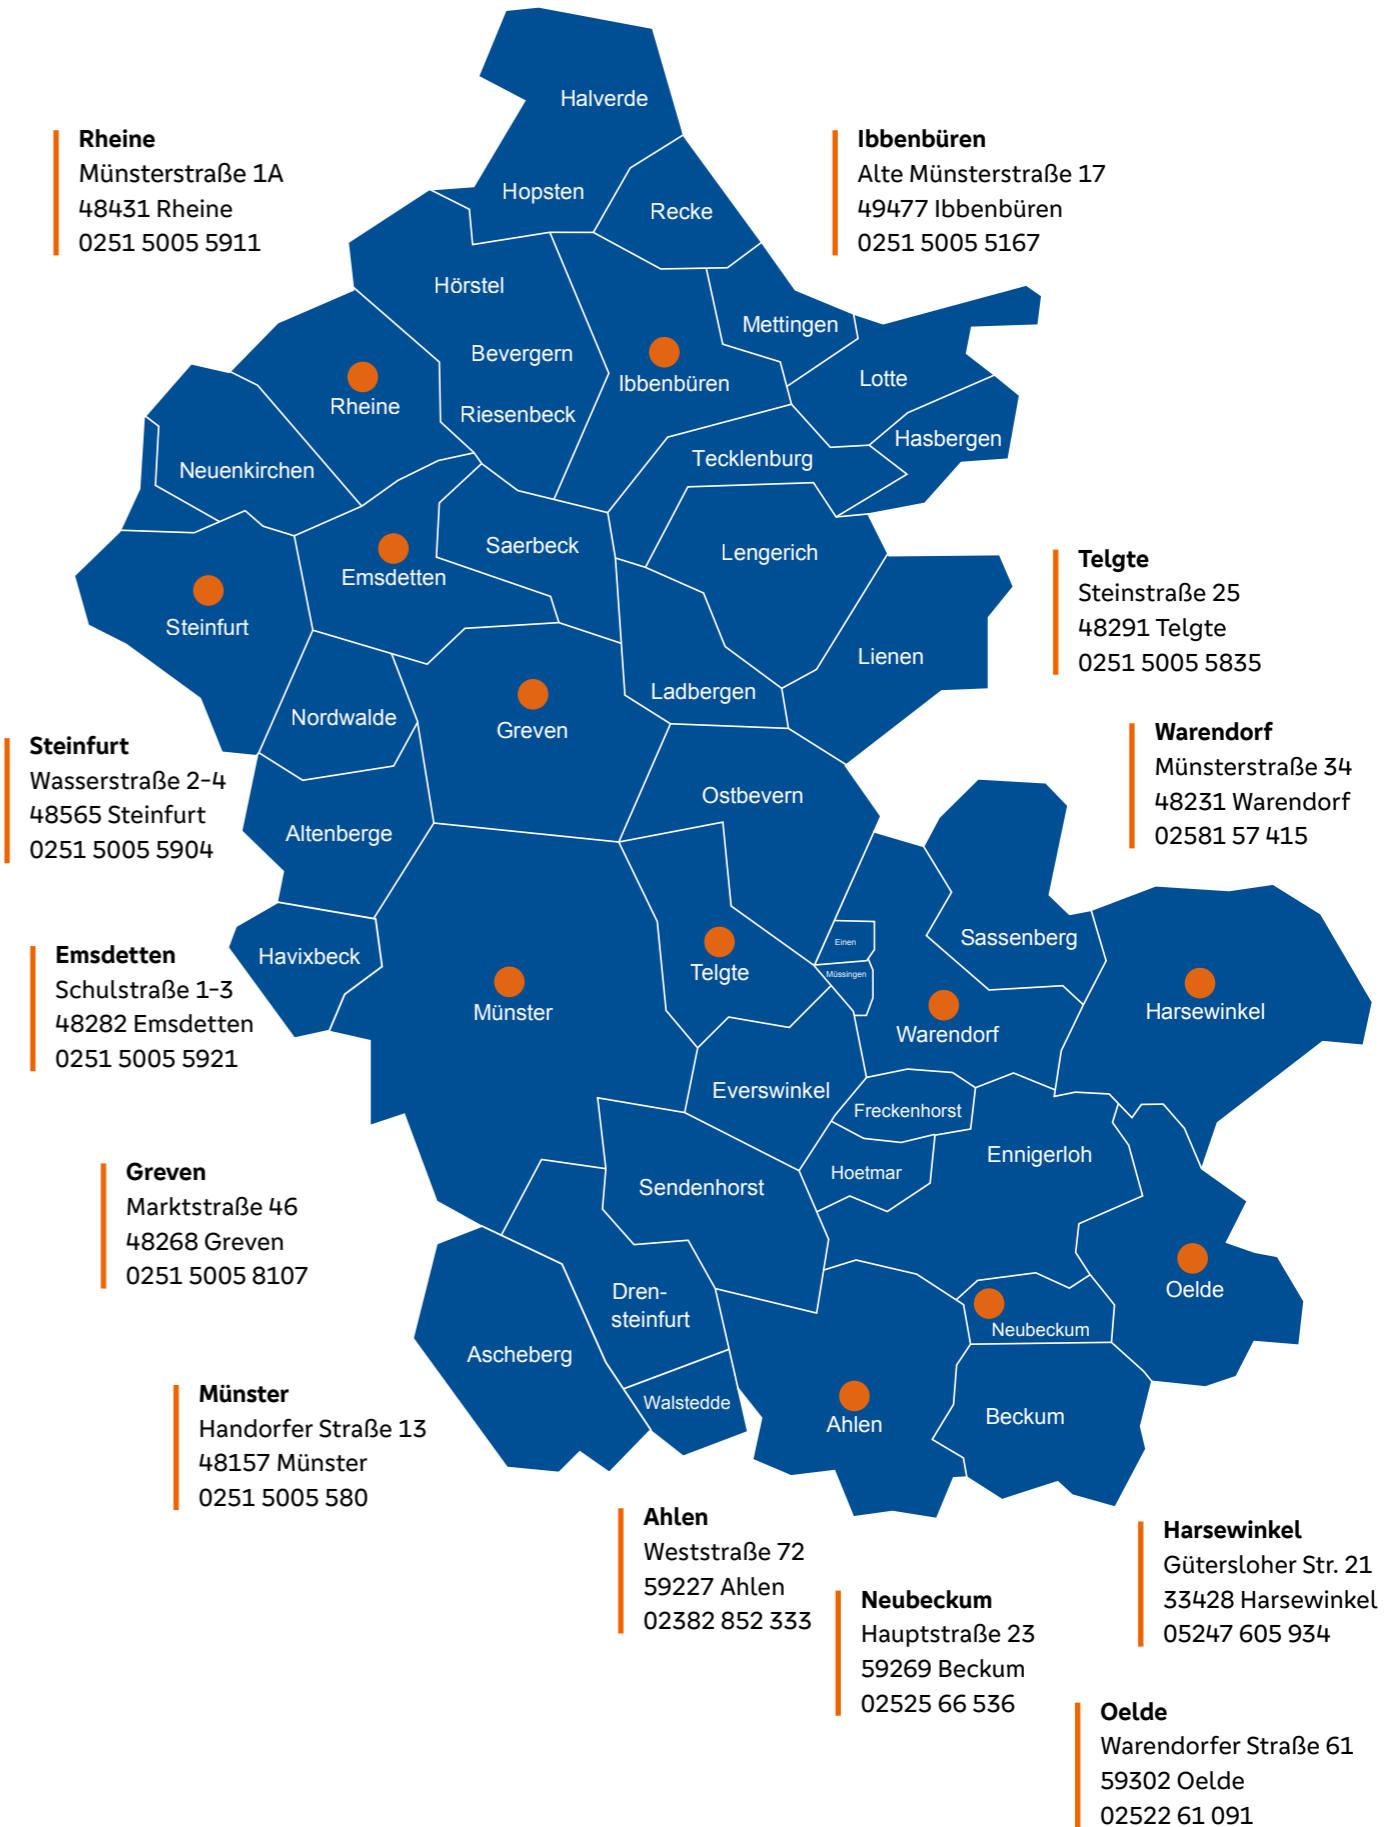 Halverde
Rheine
Münsterstraße 1A
48431 Rheine
0251 5005 5911
Ibbenbüren
Alte Münsterstraße 17
49477 Ibbenbüren
0251 5005 5167
Hopsten
Recke
Hörstel
Mettingen
Bevergern
Ibbenbüren
Lotte
Rheine
Riesenbeck
Hasbergen
Neuenkirchen
Tecklenburg
Saerbeck
Lengerich
Emsdetten
Steinfurt
Telgte
Steinstraße 25
48291 Telgte
0251 5005 5835
Lienen
Ladbergen
Nordwalde
Greven
Steinfurt
Wasserstraße 2-4
48565 Steinfurt
0251 5005 5904
Warendorf
Münsterstraße 34
48231 Warendorf
02581 57 415
Ostbevern
Altenberge
Emsdetten
Schulstraße 1-3
48282 Emsdetten
0251 5005 5921
Havixbeck
Einen
Sassenberg
Telgte
Müssingen
Münster
Warendorf
Harsewinkel
Everswinkel
Freckenhorst
Ennigerloh
Hoetmar
Sendenhorst
Greven
Marktstraße 46
48268 Greven
0251 5005 8107
Dren-
steinfurt
Oelde
Neubeckum
Ascheberg
Walstedde
Ahlen
Beckum
Münster
Handorfer Straße 13
48157 Münster
0251 5005 580
Ahlen
Weststraße 72
59227 Ahlen
02382 852 333
Neubeckum
Hauptstraße 23
59269 Beckum
02525 66 536
Harsewinkel
Gütersloher Str. 21
33428 Harsewinkel
05247 605 934
Oelde
Warendorfer Straße 61
59302 Oelde
02522 61 091